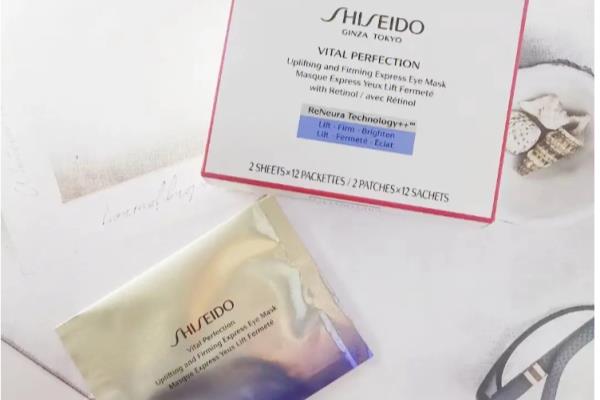 SHISEIDO
GINZA TOKYO
VITAL PERFECTION
Uplifting and Firming Express Eye Mask
Masque Express Yeux Lift Fermeté
with Retinol / avec Rétinol
ReNeura Technology++™
Lift · Firm · Brighten
Lift · Fermeté · Éclat
2 SHEETS×12 PACKETTES / 2 PATCHES×12 SACHETS
SHISEIDO
Vital Perfection
Uplifting and Firming Express Eye Mask
Masque Express Yeux Lift Fermeté